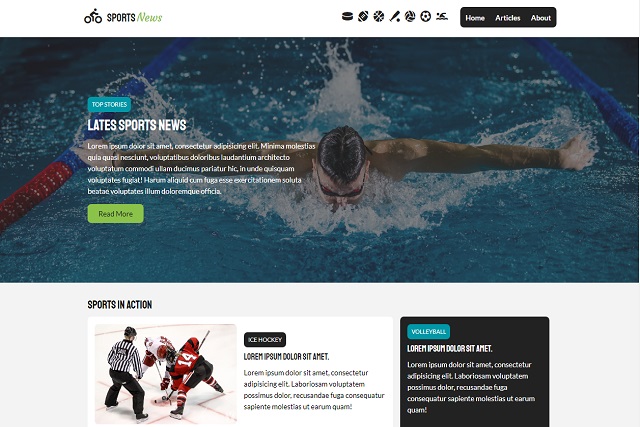 SPORTS News
Home Articles About
TOP STORIES
LATES SPORTS NEWS
Lorem ipsum dolor sit amet, consectetur adipisicing elit. Minima molestias
quia quasi nesciunt, voluptatibus doloribus laudantium architecto
voluptatum commodi ullam ducimus pariatur hic, in unde quisquam
voluptates fugiat! Harum aliquid cum fuga esse exercitationem soluta
beatae voluptates illum doloremque officia.
Read More
SPORTS IN ACTION
ICE HOCKEY
LOREM IPSUM DOLOR SIT AMET.
Lorem ipsum dolor sit amet, consectetur
adipisicing elit. Laboriosam voluptatem
possimus dolor, recusandae fugiat corporis
sapiente molestias ut earum quam!
VOLLEYBALL
LOREM IPSUM DOLOR SIT AMET.
Lorem ipsum dolor sit amet, consectetur
adipisicing elit. Laboriosam voluptatem
possimus dolor, recusandae fuga
corporis sapiente molestias ut earum
quam!